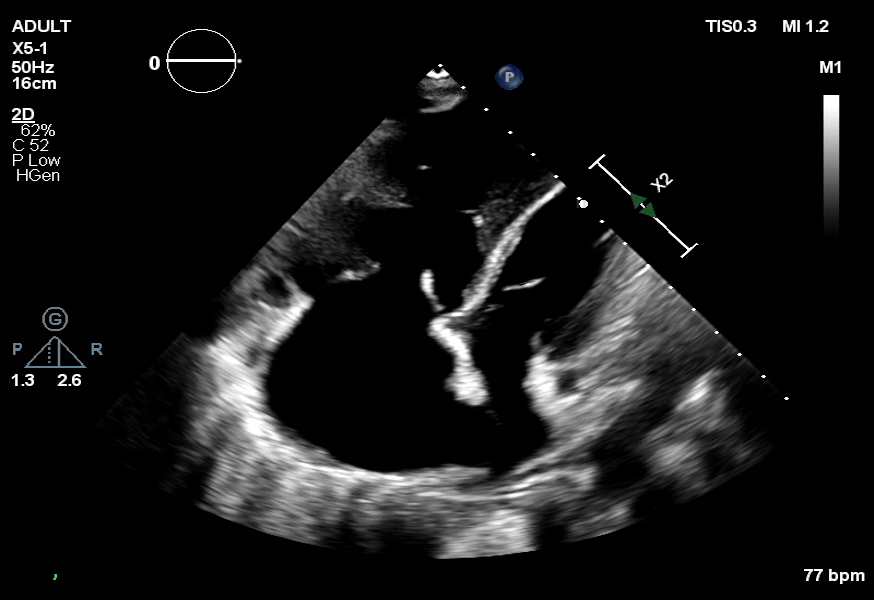 ADULT
X5-1
50Hz
16cm
2D
62%
C 52
P Low
HGen
0
P
TIS0.3 MI 1.2
M1
X2
G
P R
1.3 2.6
77 bpm